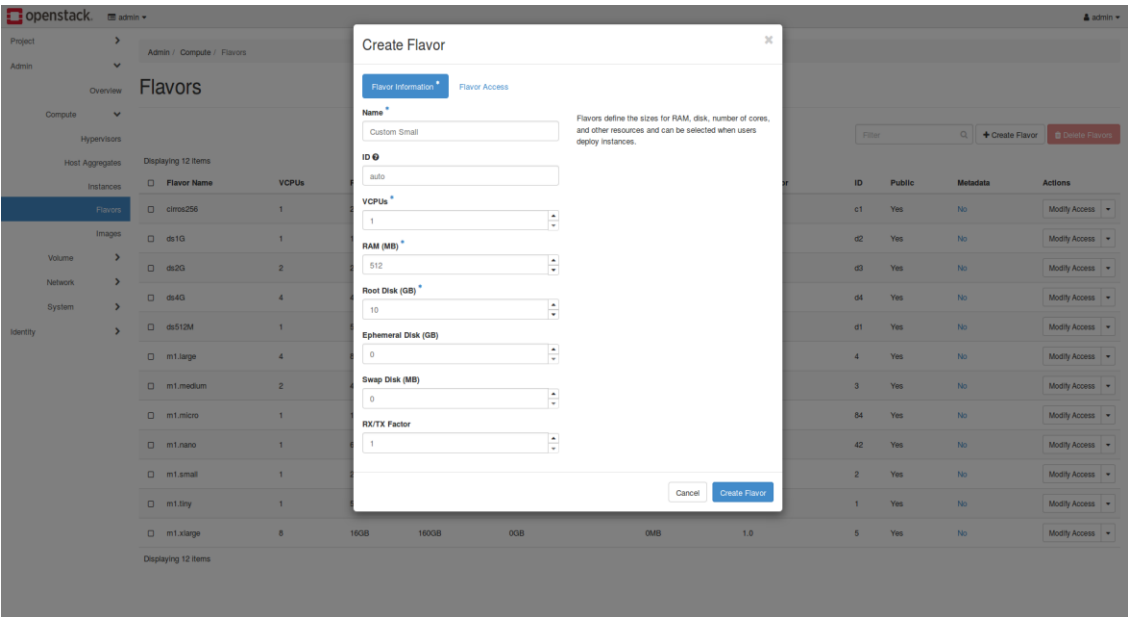 openstack. admin admin
Project
Admin
Overview
Compute
Hypervisors
Host Aggregates
Instances
Flavors
Images
Volume
Network
System
Identity
Admin / Compute / Flavors
Flavors
Filter + Create Flavor Delete Flavors
Displaying 12 items
Flavor Name VCPUs ID Public Metadata Actions
cirros256 1 c1 Yes No Modify Access
ds1G 1 d2 Yes No Modify Access
ds2G 2 d3 Yes No Modify Access
ds4G 4 d4 Yes No Modify Access
ds512M 1 d1 Yes No Modify Access
m1.large 4 4 Yes No Modify Access
m1.medium 2 3 Yes No Modify Access
m1.micro 1 84 Yes No Modify Access
m1.nano 1 42 Yes No Modify Access
m1.small 1 2 Yes No Modify Access
m1.tiny 1 1 Yes No Modify Access
m1.xlarge 8 16GB 160GB 0GB 0MB 1.0 5 Yes No Modify Access
Displaying 12 items
Create Flavor ×
Flavor Information * Flavor Access
Name *
Custom Small
ID
auto
VCPUs *
1
RAM (MB) *
512
Root Disk (GB) *
10
Ephemeral Disk (GB)
0
Swap Disk (MB)
0
RX/TX Factor
1
Flavors define the sizes for RAM, disk, number of cores,
and other resources and can be selected when users
deploy instances.
Cancel Create Flavor